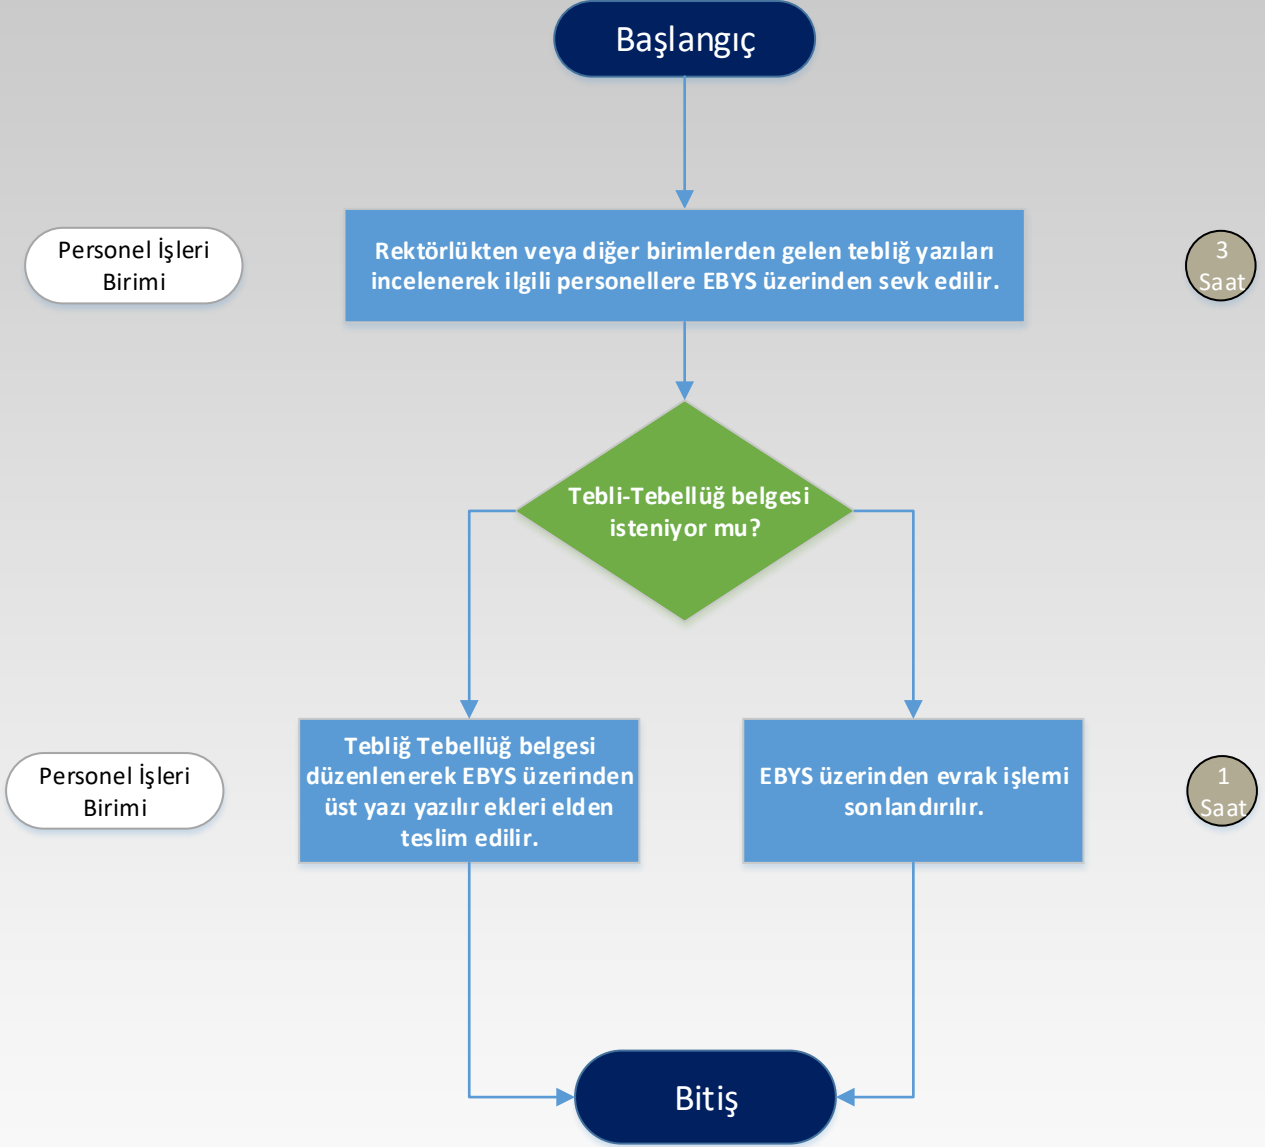 Başlangıç
Personel İşleri
Birimi
Rektörlükten veya diğer birimlerden gelen tebliğ yazıları
incelenerek ilgili personellere EBYS üzerinden sevk edilir.
3
Saat
Tebli-Tebellüğ belgesi
isteniyor mu?
Personel İşleri
Birimi
Tebliğ Tebellüğ belgesi
düzenlenerek EBYS üzerinden
üst yazı yazılır ekleri elden
teslim edilir.
EBYS üzerinden evrak işlemi
sonlandırılır.
1
Saat
Bitiş